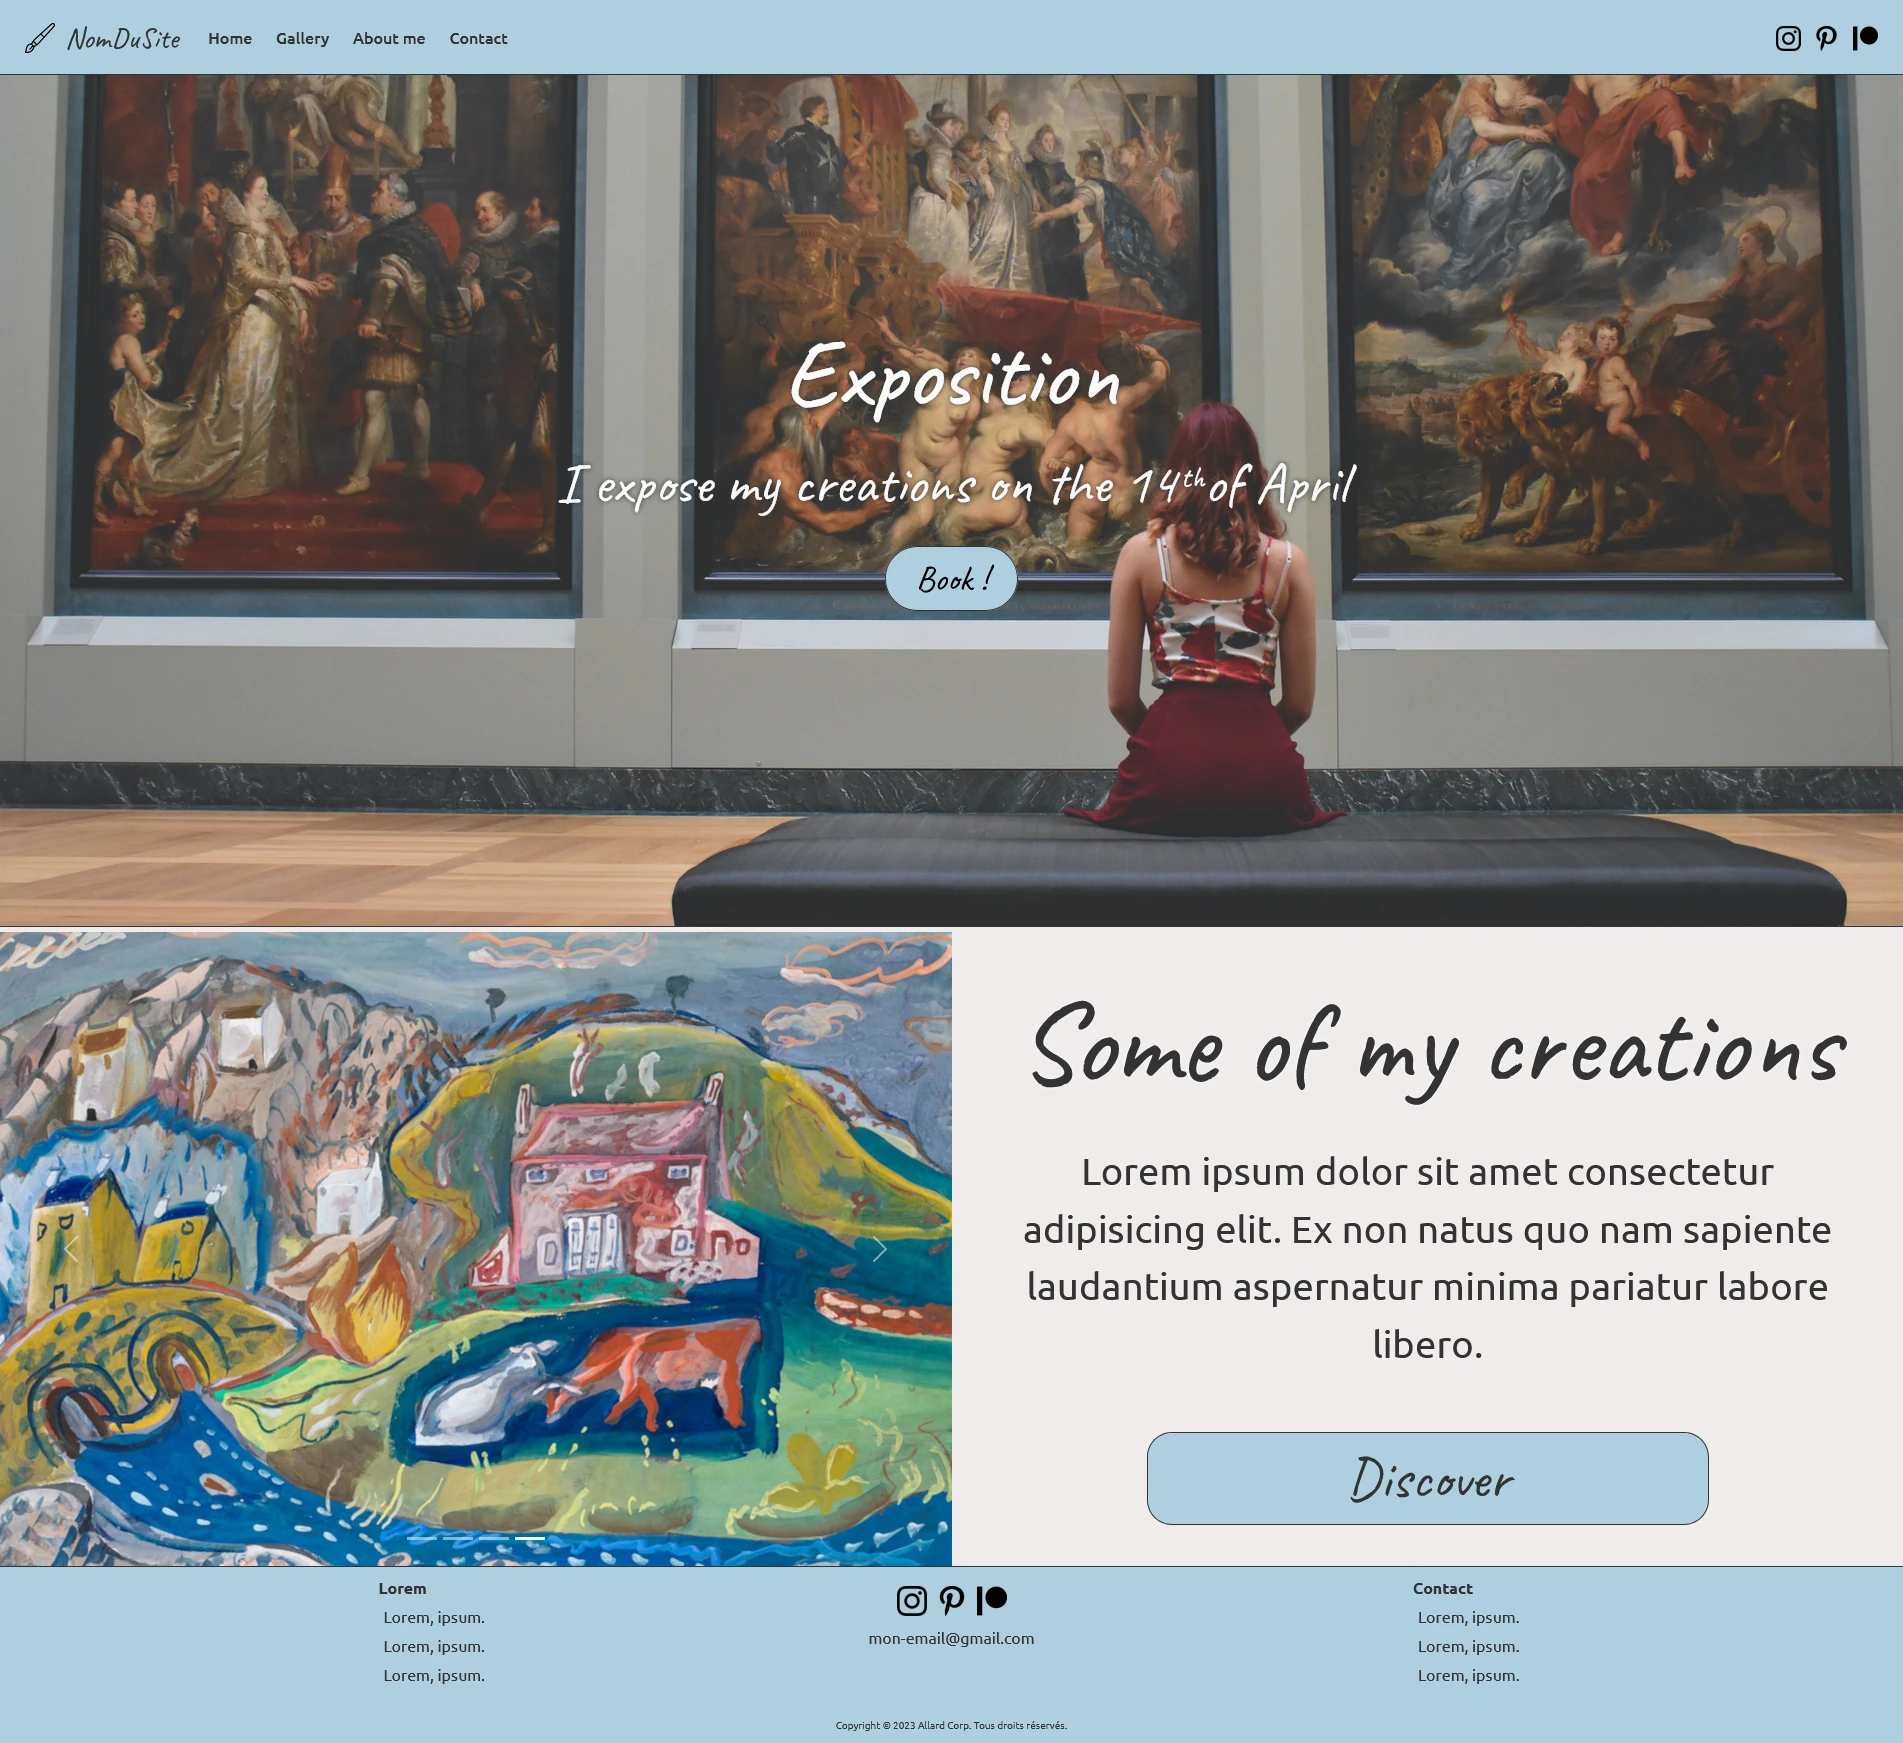 NomDuSite Home Gallery About me Contact
Exposition
I expose my creations on the 14th of April
Book !
Some of my creations
Lorem ipsum dolor sit amet consectetur
adipisicing elit. Ex non natus quo nam sapiente
laudantium aspernatur minima pariatur labore
libero.
Discover
Lorem
Lorem, ipsum.
Lorem, ipsum.
Lorem, ipsum.
mon-email@gmail.com
Contact
Lorem, ipsum.
Lorem, ipsum.
Lorem, ipsum.
Copyright © 2023 Allard Corp. Tous droits réservés.